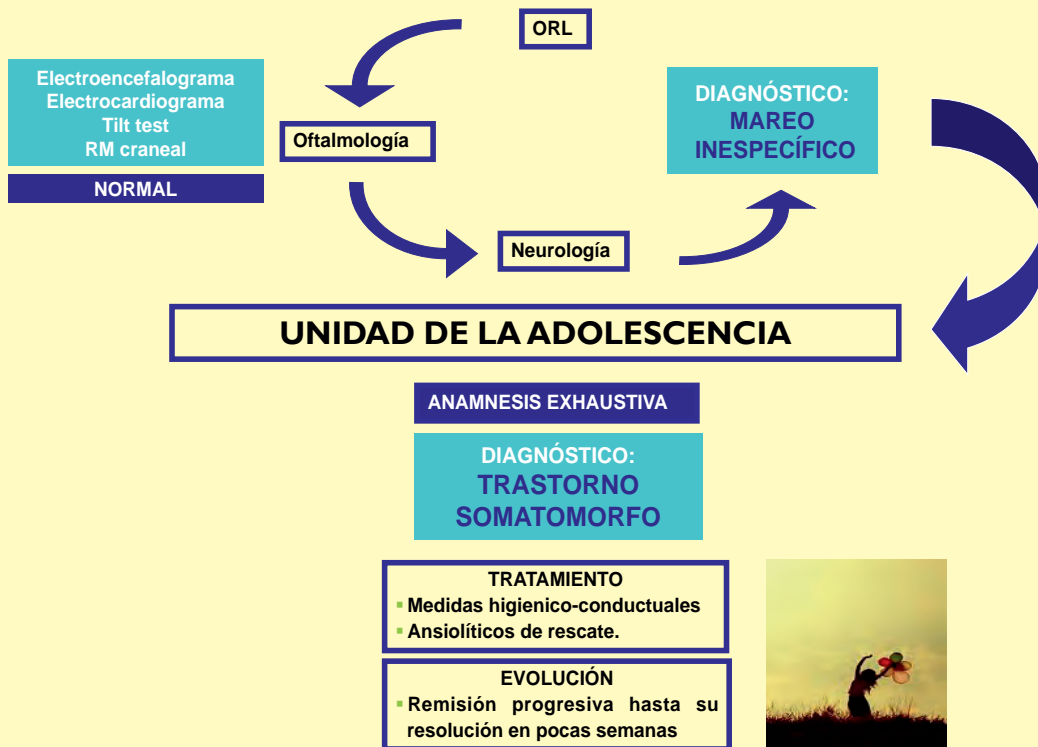 ORL
Electroencefalograma
Electrocardiograma
Tilt test
RM craneal
NORMAL
Oftalmología
Neurología
DIAGNÓSTICO:
MAREO
INESPECÍFICO
UNIDAD DE LA ADOLESCENCIA
ANAMNESIS EXHAUSTIVA
DIAGNÓSTICO:
TRASTORNO
SOMATOMORFO
TRATAMIENTO
▪ Medidas higienico-conductuales
▪ Ansiolíticos de rescate.
EVOLUCIÓN
▪ Remisión progresiva hasta su
resolución en pocas semanas